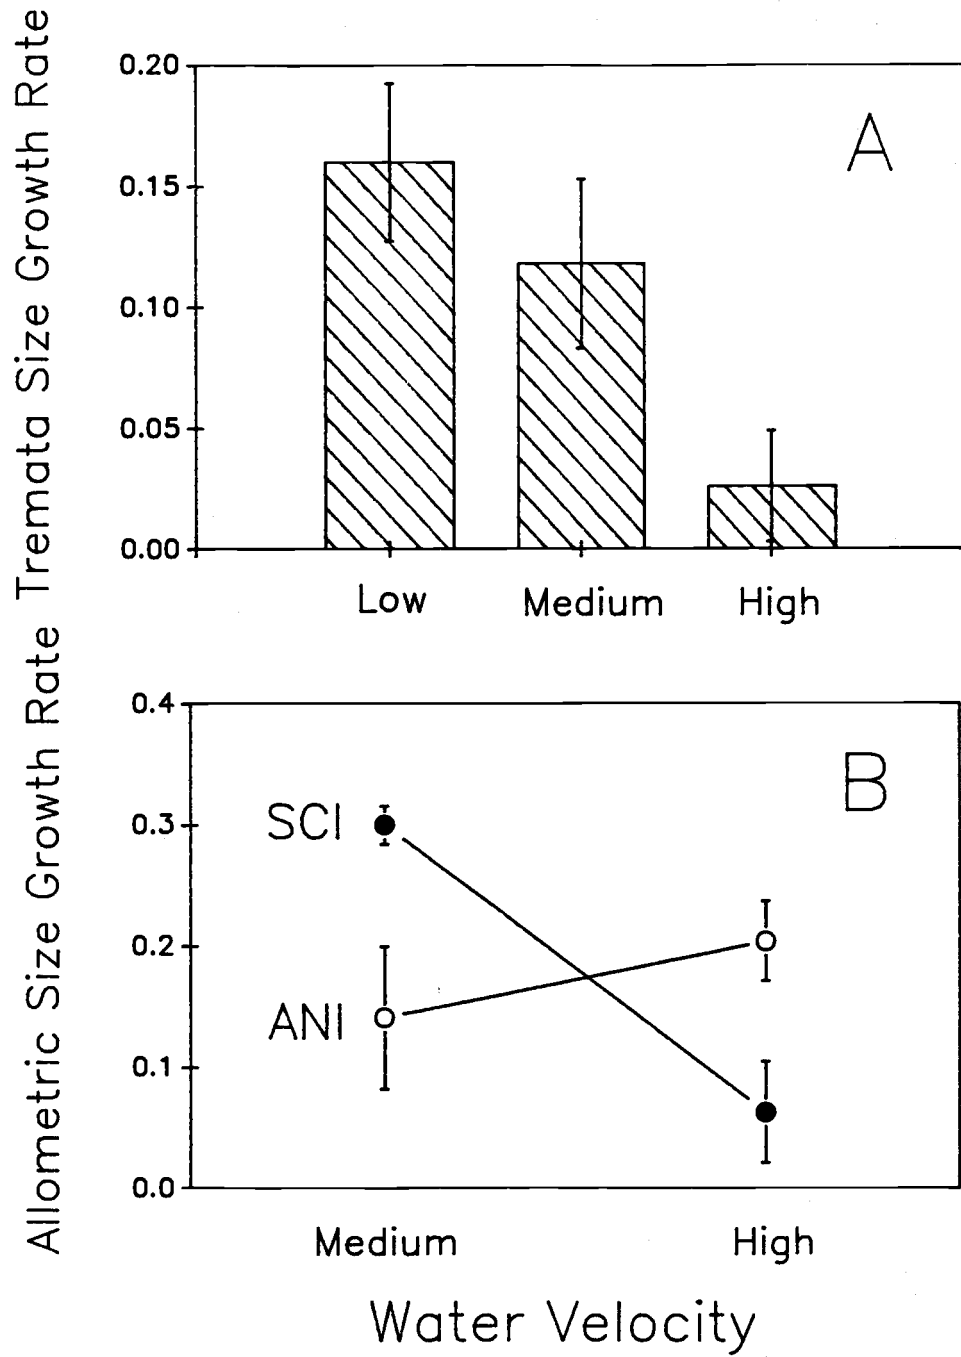 Tremata Size Growth Rate
0.20
A
0.15
0.10
0.05
0.00
Low Medium High
Allometric Size Growth Rate
0.4
B
0.3
SCI
0.2
ANI
0.1
0.0
Medium High
Water Velocity